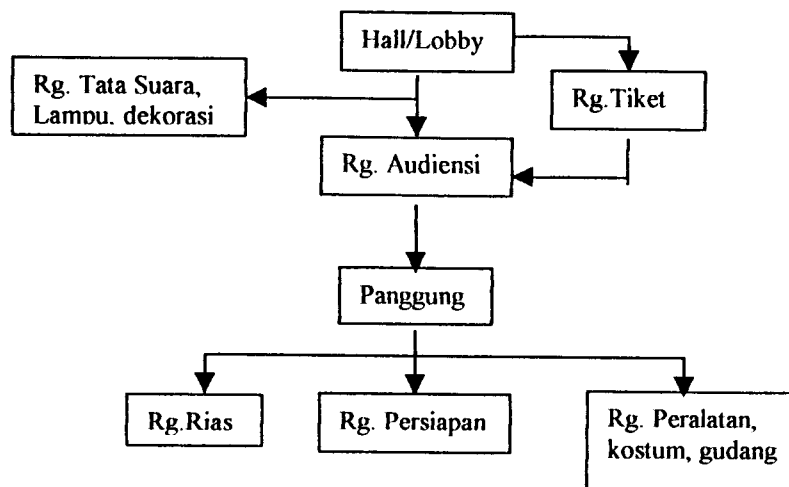 Hall/Lobby
Rg. Tata Suara,
Lampu, dekorasi
Rg.Tiket
Rg. Audiensi
Panggung
Rg.Rias
Rg. Persiapan
Rg. Peralatan,
kostum, gudang